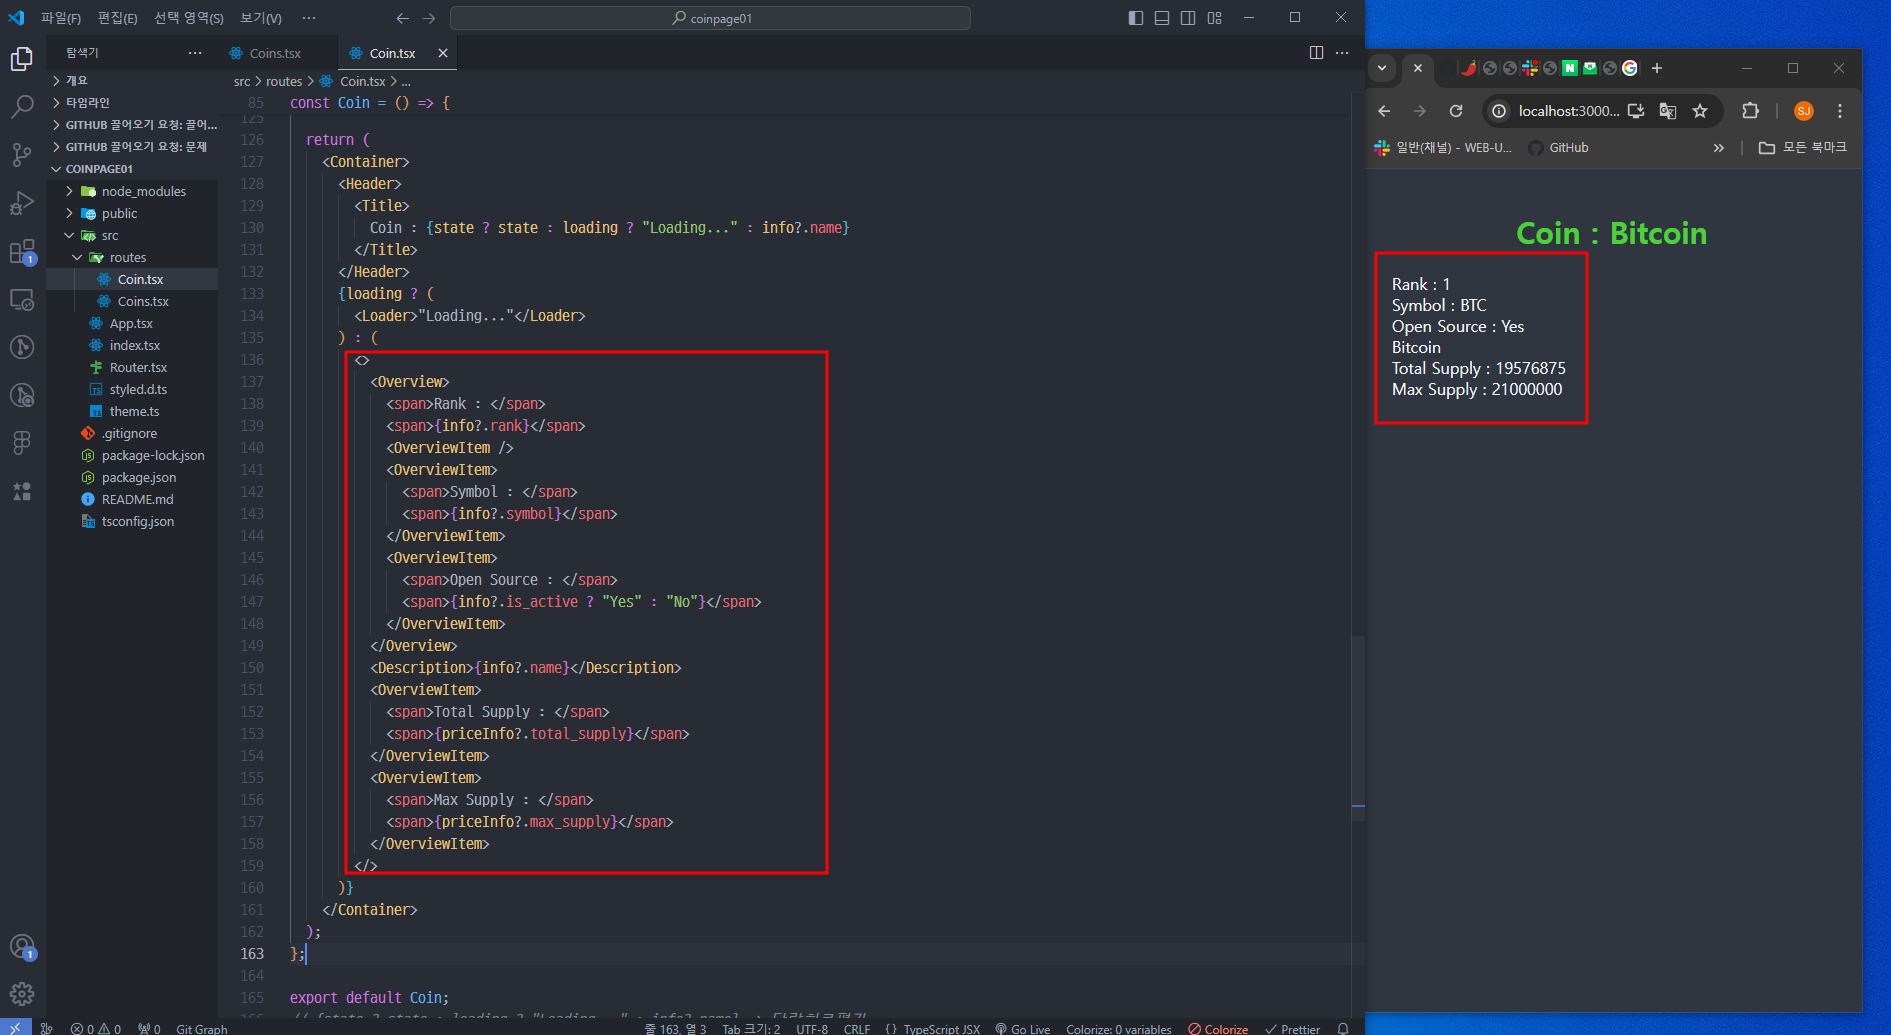 파일(F) 편집(E) 선택 영역(S) 보기(V) ··· coinpage01
탐색기 ···
개요
타임라인
GITHUB 끌어오기 요청: 끌어...
GITHUB 끌어오기 요청: 문제
COINPAGE01
node_modules
public
src
routes
Coin.tsx
Coins.tsx
App.tsx
index.tsx
Router.tsx
styled.d.ts
theme.ts
.gitignore
package-lock.json
package.json
README.md
tsconfig.json
1
1
Coins.tsx Coin.tsx
src > routes > Coin.tsx > ...
85 const Coin = () => {
125
126 return (
127 <Container>
128 <Header>
129 <Title>
130 Coin : {state ? state : loading ? "Loading..." : info?.name}
131 </Title>
132 </Header>
133 {loading ? (
134 <Loader>"Loading..."</Loader>
135 ) : (
136 <>
137 <Overview>
138 <span>Rank : </span>
139 <span>{info?.rank}</span>
140 <OverviewItem />
141 <OverviewItem>
142 <span>Symbol : </span>
143 <span>{info?.symbol}</span>
144 </OverviewItem>
145 <OverviewItem>
146 <span>Open Source : </span>
147 <span>{info?.is_active ? "Yes" : "No"}</span>
148 </OverviewItem>
149 </Overview>
150 <Description>{info?.name}</Description>
151 <OverviewItem>
152 <span>Total Supply : </span>
153 <span>{priceInfo?.total_supply}</span>
154 </OverviewItem>
155 <OverviewItem>
156 <span>Max Supply : </span>
157 <span>{priceInfo?.max_supply}</span>
158 </OverviewItem>
159 </>
160 )}
161 </Container>
162 );
163 };
164
165 export default Coin;
0 0 0 Git Graph 줄 163, 열 3 Tab 크기: 2 UTF-8 CRLF { } TypeScript JSX Go Live Colorize: 0 variables Colorize Prettier
localhost:3000... SJ
일반(채널) - WEB-U... GitHub » 모든 북마크
Coin : Bitcoin
Rank : 1
Symbol : BTC
Open Source : Yes
Bitcoin
Total Supply : 19576875
Max Supply : 21000000